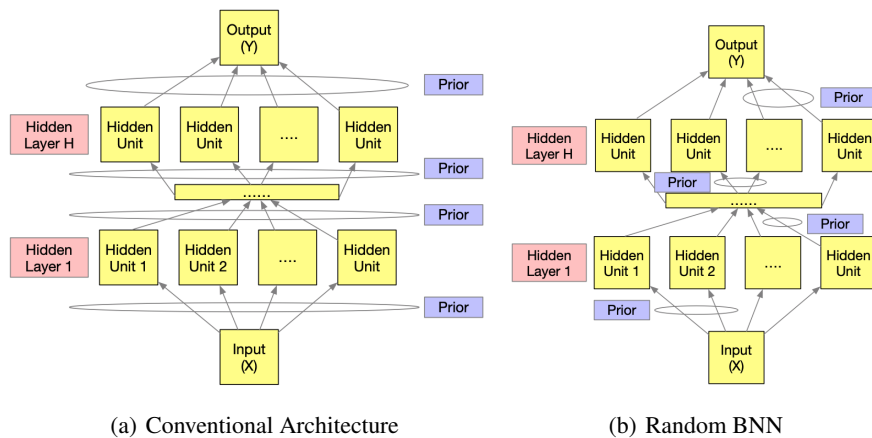 Output
(Y)
Prior
Hidden
Layer H
Hidden
Unit
Hidden
Unit
....
Hidden
Unit
Prior
......
Prior
Hidden
Layer 1
Hidden
Unit 1
Hidden
Unit 2
....
Hidden
Unit
Prior
Input
(X)
(a) Conventional Architecture
Output
(Y)
Prior
Hidden
Layer H
Hidden
Unit
Hidden
Unit
....
Hidden
Unit
Prior
......
Prior
Hidden
Layer 1
Hidden
Unit 1
Hidden
Unit 2
....
Hidden
Unit
Prior
Input
(X)
(b) Random BNN